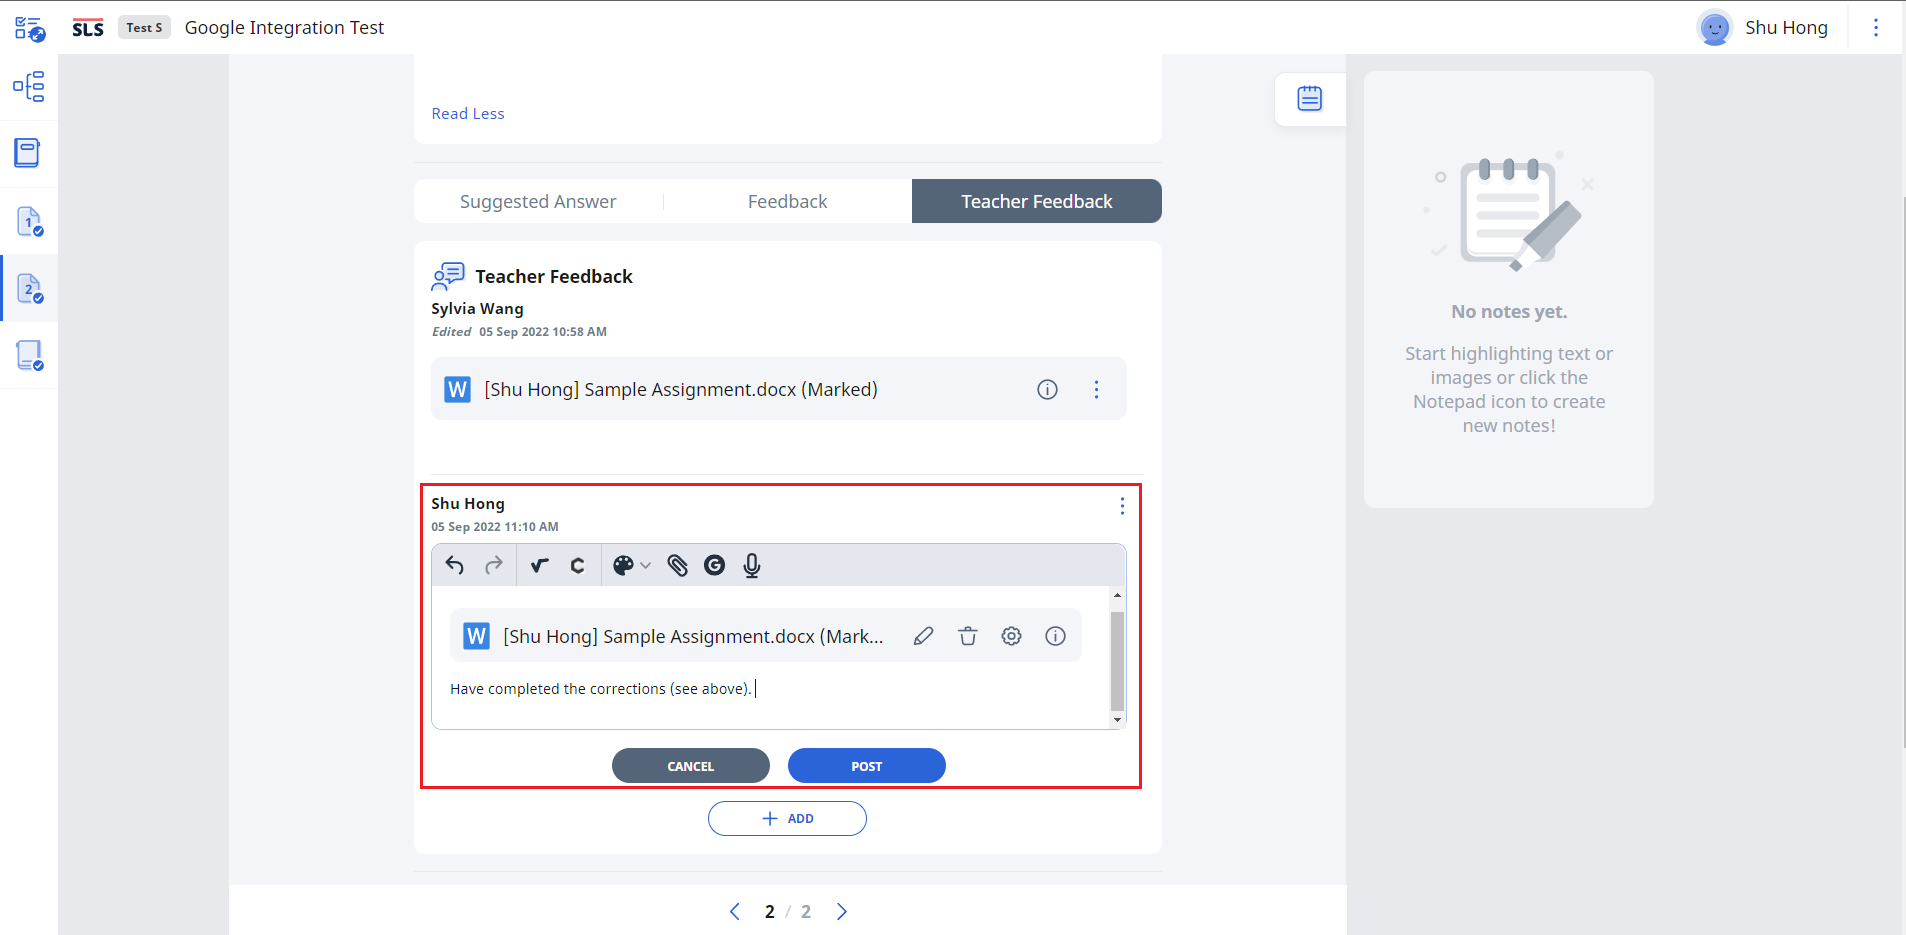 SLS Test S Google Integration Test Shu Hong
Read Less
Suggested Answer Feedback Teacher Feedback
Teacher Feedback
Sylvia Wang
Edited 05 Sep 2022 10:58 AM
W [Shu Hong] Sample Assignment.docx (Marked)
Shu Hong
05 Sep 2022 11:10 AM
W [Shu Hong] Sample Assignment.docx (Mark...
Have completed the corrections (see above).
CANCEL POST
+ ADD
2 / 2
1
2
No notes yet.
Start highlighting text or
images or click the
Notepad icon to create
new notes!